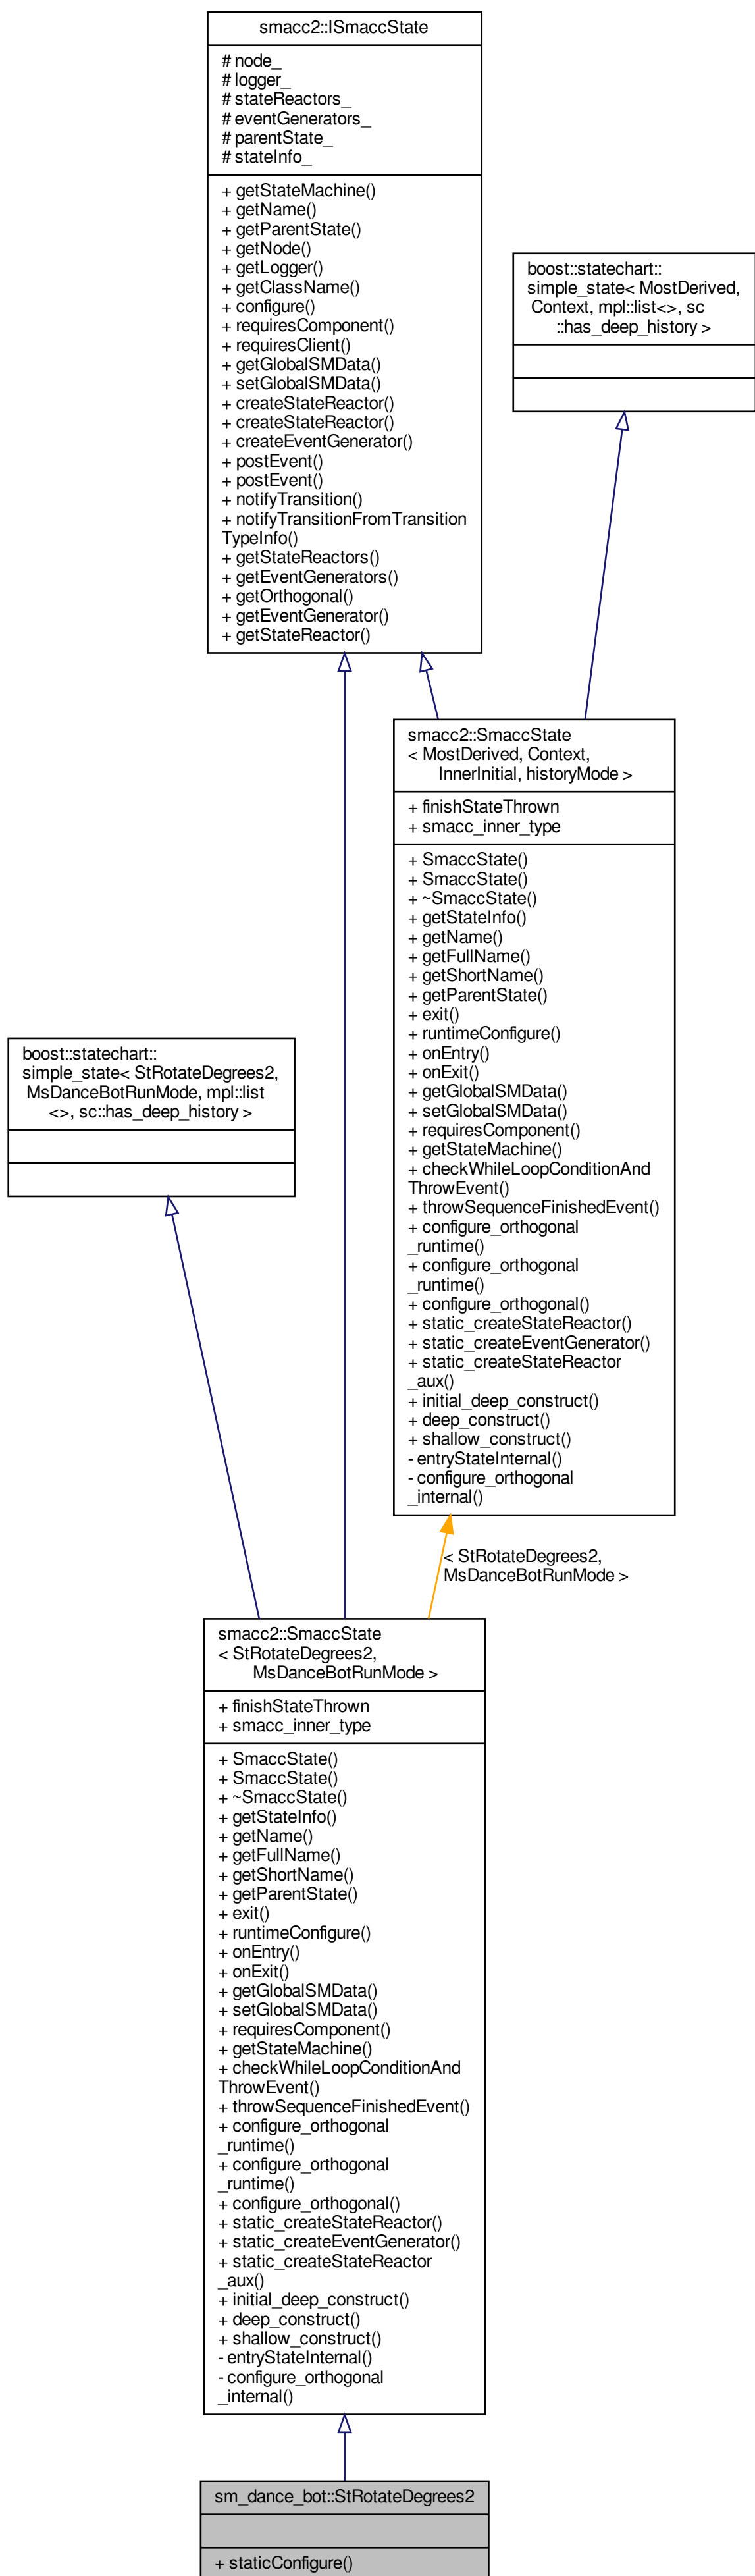 smacc2::ISmaccState
# node_
# logger_
# stateReactors_
# eventGenerators_
# parentState_
# stateInfo_
+ getStateMachine()
+ getName()
+ getParentState()
+ getNode()
+ getLogger()
+ getClassName()
+ configure()
+ requiresComponent()
+ requiresClient()
+ getGlobalSMData()
+ setGlobalSMData()
+ createStateReactor()
+ createStateReactor()
+ createEventGenerator()
+ postEvent()
+ postEvent()
+ notifyTransition()
+ notifyTransitionFromTransition
TypeInfo()
+ getStateReactors()
+ getEventGenerators()
+ getOrthogonal()
+ getEventGenerator()
+ getStateReactor()
boost::statechart::
simple_state< MostDerived,
Context, mpl::list<>, sc
::has_deep_history >
smacc2::SmaccState
< MostDerived, Context,
InnerInitial, historyMode >
+ finishStateThrown
+ smacc_inner_type
+ SmaccState()
+ SmaccState()
+ ~SmaccState()
+ getStateInfo()
+ getName()
+ getFullName()
+ getShortName()
+ getParentState()
+ exit()
+ runtimeConfigure()
+ onEntry()
+ onExit()
+ getGlobalSMData()
+ setGlobalSMData()
+ requiresComponent()
+ getStateMachine()
+ checkWhileLoopConditionAnd
ThrowEvent()
+ throwSequenceFinishedEvent()
+ configure_orthogonal
_runtime()
+ configure_orthogonal
_runtime()
+ configure_orthogonal()
+ static_createStateReactor()
+ static_createEventGenerator()
+ static_createStateReactor
_aux()
+ initial_deep_construct()
+ deep_construct()
+ shallow_construct()
- entryStateInternal()
- configure_orthogonal
_internal()
boost::statechart::
simple_state< StRotateDegrees2,
MsDanceBotRunMode, mpl::list
<>, sc::has_deep_history >
< StRotateDegrees2,
MsDanceBotRunMode >
smacc2::SmaccState
< StRotateDegrees2,
MsDanceBotRunMode >
+ finishStateThrown
+ smacc_inner_type
+ SmaccState()
+ SmaccState()
+ ~SmaccState()
+ getStateInfo()
+ getName()
+ getFullName()
+ getShortName()
+ getParentState()
+ exit()
+ runtimeConfigure()
+ onEntry()
+ onExit()
+ getGlobalSMData()
+ setGlobalSMData()
+ requiresComponent()
+ getStateMachine()
+ checkWhileLoopConditionAnd
ThrowEvent()
+ throwSequenceFinishedEvent()
+ configure_orthogonal
_runtime()
+ configure_orthogonal
_runtime()
+ configure_orthogonal()
+ static_createStateReactor()
+ static_createEventGenerator()
+ static_createStateReactor
_aux()
+ initial_deep_construct()
+ deep_construct()
+ shallow_construct()
- entryStateInternal()
- configure_orthogonal
_internal()
sm_dance_bot::StRotateDegrees2
+ staticConfigure()